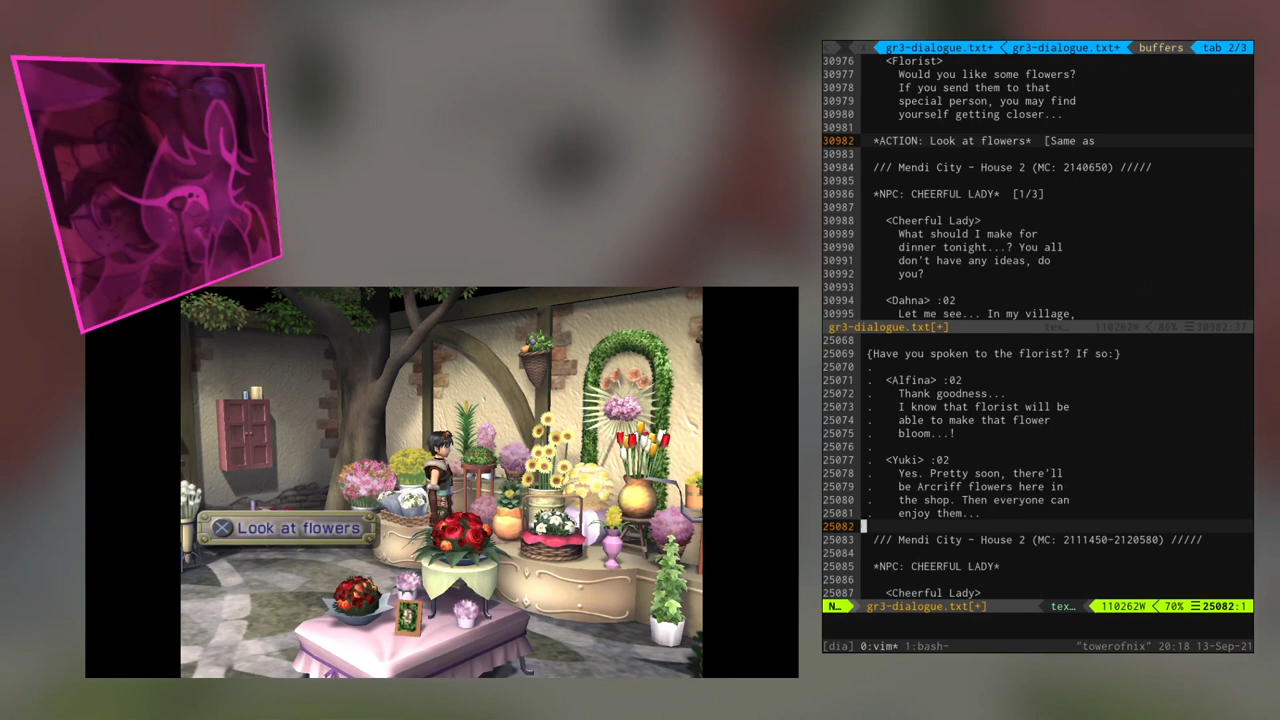 X gr3-dialogue.txt+ gr3-dialogue.txt+ buffers tab 2/3
30976 <Florist>
30977 Would you like some flowers?
30978 If you send them to that
30979 special person, you may find
30980 yourself getting closer...
30981
30982 *ACTION: Look at flowers* [Same as
30983
30984 /// Mendi City - House 2 (MC: 2140650) /////
30985
30986 *NPC: CHEERFUL LADY* [1/3]
30987
30988 <Cheerful Lady>
30989 What should I make for
30990 dinner tonight...? You all
30991 don't have any ideas, do
30992 you?
30993
30994 <Dahna> :02
30995 Let me see... In my village,
gr3-dialogue.txt[+] tex… 110262W < 86% ☰30982:37
25068
25069 {Have you spoken to the florist? If so:}
25070 .
25071 . <Alfina> :02
25072 . Thank goodness...
25073 . I know that florist will be
25074 . able to make that flower
25075 . bloom...!
25076 .
25077 . <Yuki> :02
25078 . Yes. Pretty soon, there'll
25079 . be Arcriff flowers here in
25080 . the shop. Then everyone can
25081 . enjoy them...
25082
25083 /// Mendi City - House 2 (MC: 2111450-2120580) /////
25084
25085 *NPC: CHEERFUL LADY*
25086
25087 <Cheerful Lady>
N… gr3-dialogue.txt[+] tex… 110262W < 70% ☰25082:1
[dia] 0:vim* 1:bash- "towerofnix" 20:18 13-Sep-21
Look at flowers